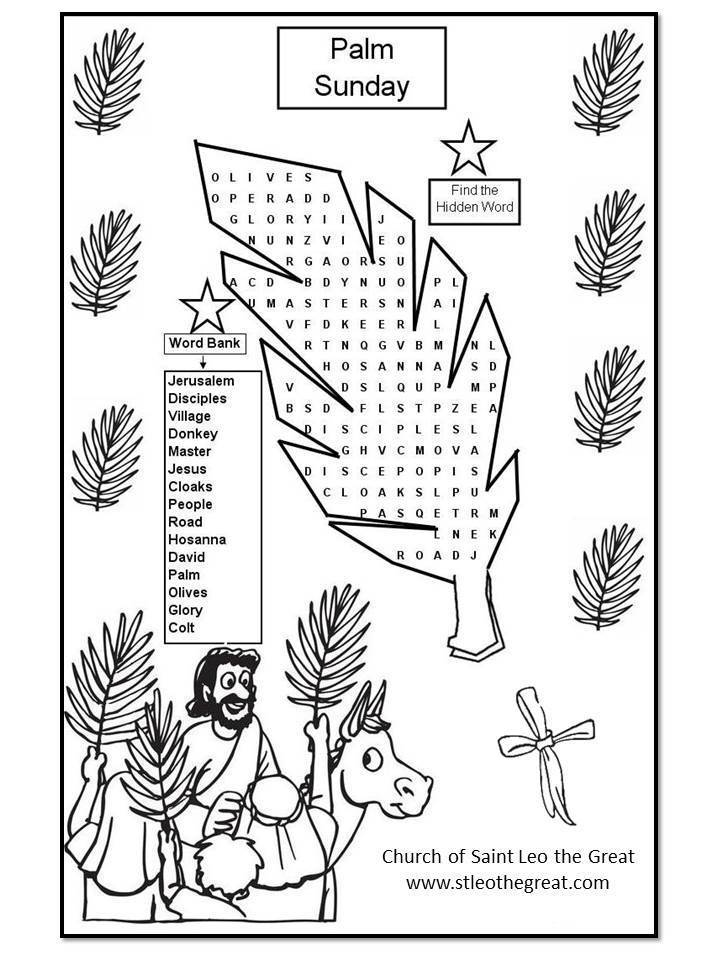 Palm
Sunday
Find the
Hidden Word
O L I V E S
O P E R A D D
G L O R Y I I J
N U N Z V I E O
R G A O R S U
A C D B D Y N U O P L
U M A S T E R S N A I
V F D K E E R L
R T N Q G V B M N L
H O S A N N A S D
V D S L Q U P M P
B S D F L S T P Z E A
D I S C I P L E S L
G H V C M O V A
D I S C E P O P I S
C L O A K S L P U
P A S Q E T R M
L N E K
R O A D J
Word Bank
Jerusalem
Disciples
Village
Donkey
Master
Jesus
Cloaks
People
Road
Hosanna
David
Palm
Olives
Glory
Colt
Church of Saint Leo the Great
www.stleothegreat.com